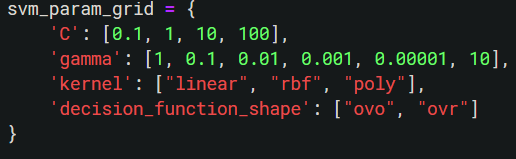 svm_param_grid = {
    'C': [0.1, 1, 10, 100],
    'gamma': [1, 0.1, 0.01, 0.001, 0.00001, 10],
    'kernel': ["linear", "rbf", "poly"],
    'decision_function_shape': ["ovo", "ovr"]
}